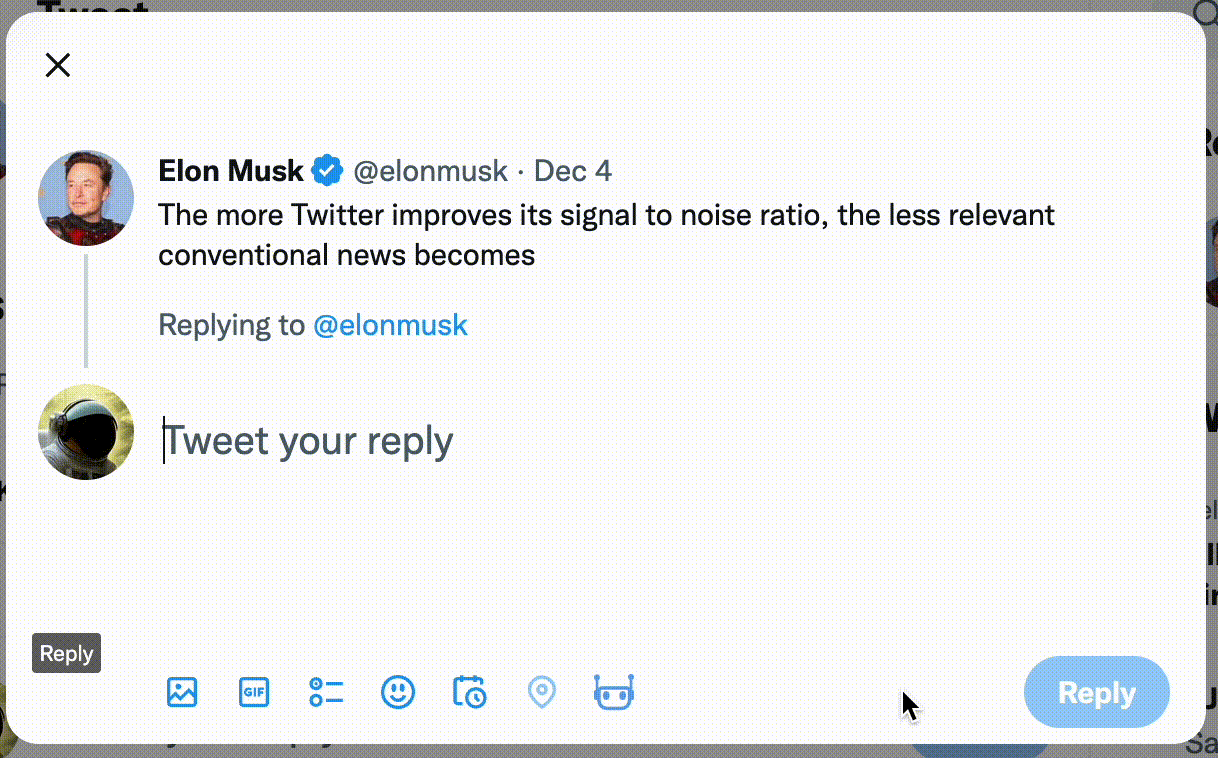 Tweet
Elon Musk @elonmusk · Dec 4
The more Twitter improves its signal to noise ratio, the less relevant
conventional news becomes
Replying to @elonmusk
Tweet your reply
Reply
GIF
Reply